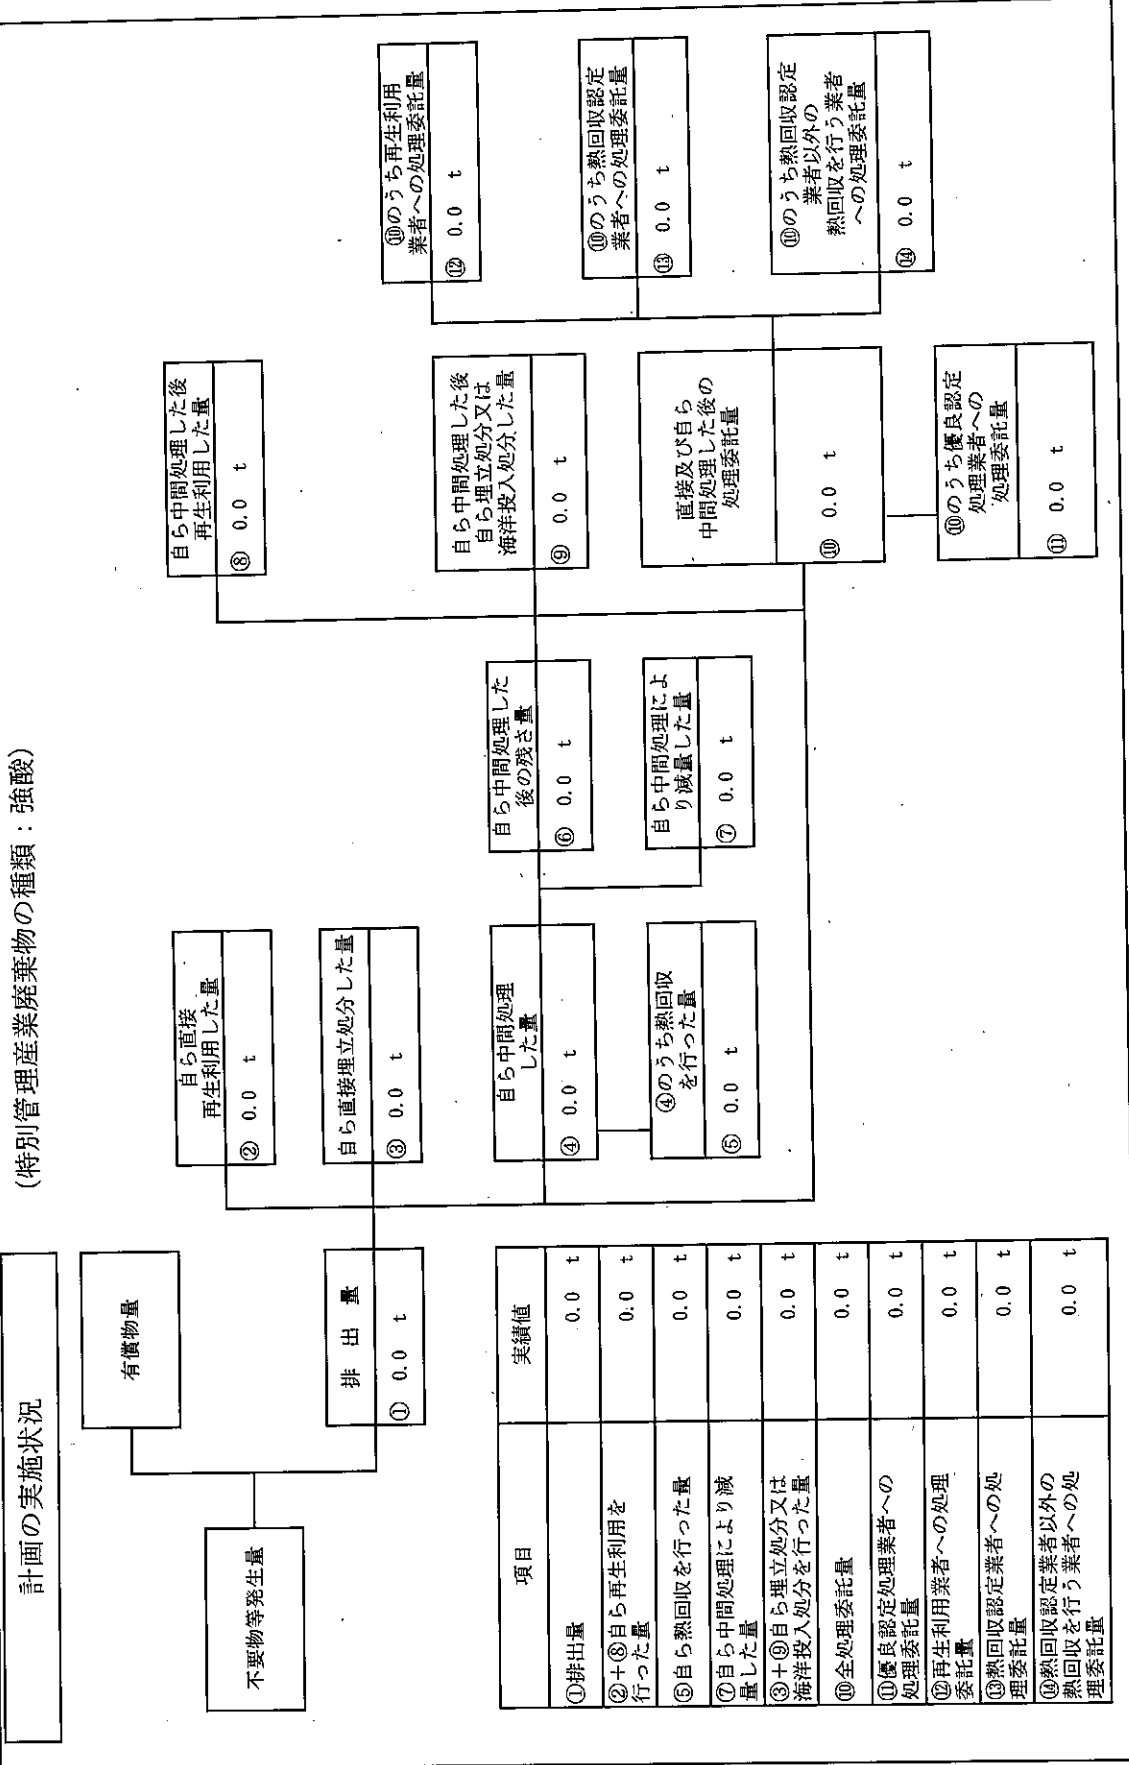 計画の実施状況
(特別管理産業廃棄物の種類：強酸)
不要物等発生量
有償物量
排 出 量
① 0.0 t
自ら直接
再生利用した量
② 0.0 t
自ら直接埋立処分した量
③ 0.0 t
自ら中間処理
した量
④ 0.0 t
④のうち熱回収
を行った量
⑤ 0.0 t
自ら中間処理した
後の残さ量
⑥ 0.0 t
自ら中間処理によ
り減量した量
⑦ 0.0 t
自ら中間処理した後
再生利用した量
⑧ 0.0 t
自ら中間処理した後
自ら埋立処分又は
海洋投入処分した量
⑨ 0.0 t
直接及び自ら
中間処理した後の
処理委託量
⑩ 0.0 t
⑩のうち優良認定
処理業者への
処理委託量
⑪ 0.0 t
⑩のうち再生利用
業者への処理委託量
⑫ 0.0 t
⑩のうち熱回収認定
業者への処理委託量
⑬ 0.0 t
⑩のうち熱回収認定
業者以外の
熱回収を行う業者
への処理委託量
⑭ 0.0 t
項目 実績値
①排出量 0.0 t
②+⑧自ら再生利用を
行った量 0.0 t
⑤自ら熱回収を行った量 0.0 t
⑦自ら中間処理により減
量した量 0.0 t
③+⑨自ら埋立処分又は
海洋投入処分を行った量 0.0 t
⑩全処理委託量 0.0 t
⑪優良認定処理業者への
処理委託量 0.0 t
⑫再生利用業者への処理
委託量 0.0 t
⑬熱回収認定業者への処
理委託量 0.0 t
⑭熱回収認定業者以外の
熱回収を行う業者への処
理委託量 0.0 t